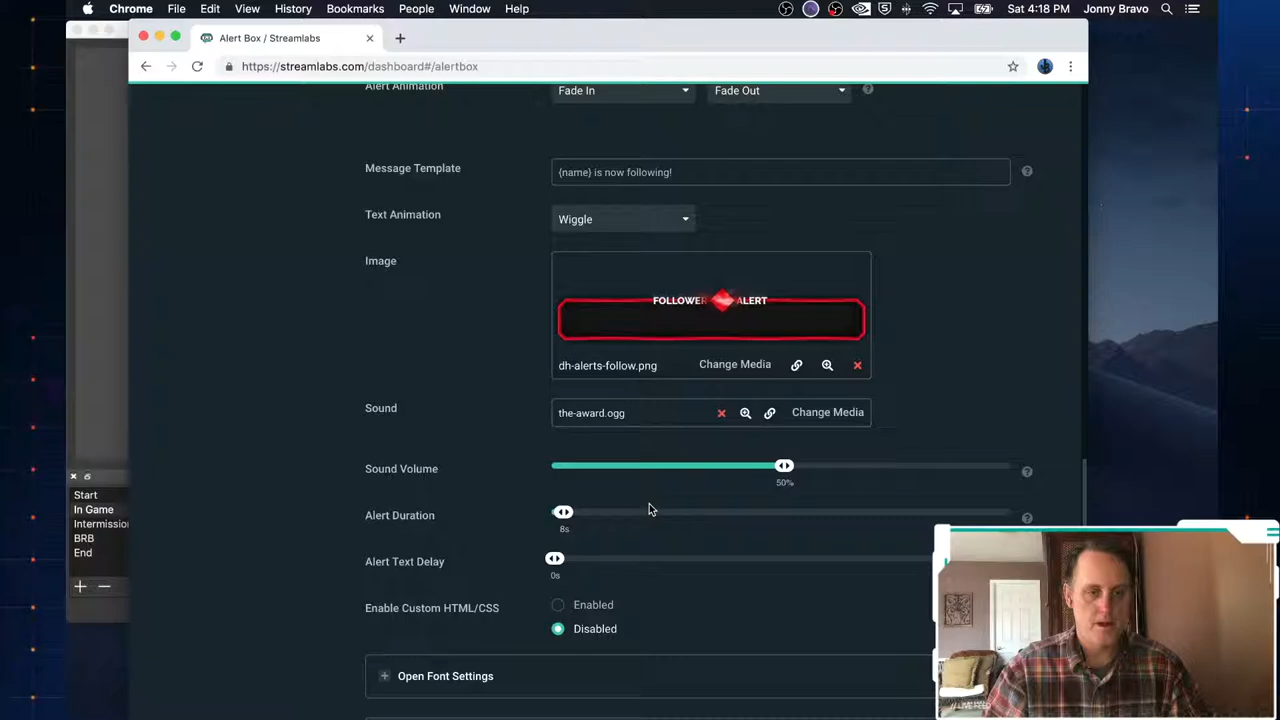 Chrome File Edit View History Bookmarks People Window Help
Sat 4:18 PM Jonny Bravo
Alert Box / Streamlabs
https://streamlabs.com/dashboard#/alertbox
Alert Animation Fade In Fade Out
Message Template {name} is now following!
Text Animation Wiggle
Image
FOLLOWER ALERT
dh-alerts-follow.png Change Media
Sound the-award.ogg Change Media
Sound Volume
50%
Start
In Game
Intermissio
BRB
End
Alert Duration
8s
Alert Text Delay
0s
Enable Custom HTML/CSS Enabled
Disabled
Open Font Settings